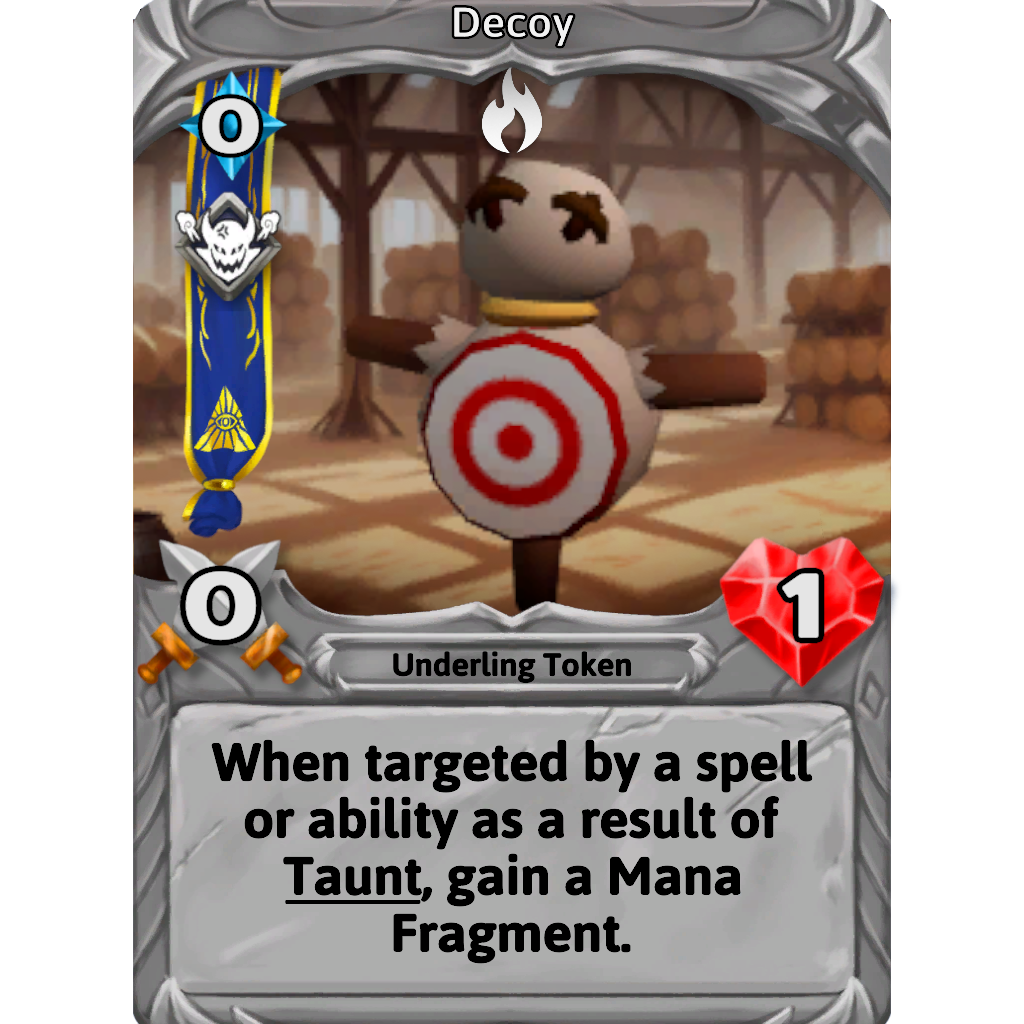 Decoy
0
0
1
Underling Token
When targeted by a spell
or ability as a result of
Taunt, gain a Mana
Fragment.